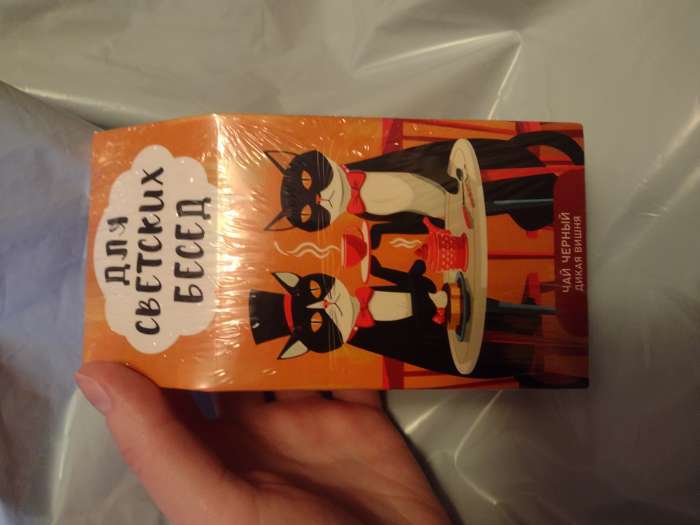 ДЛЯ
СВЕТСКИХ
БЕСЕД
ЧАЙ ЧЕРНЫЙ
ДИКАЯ ВИШНЯ